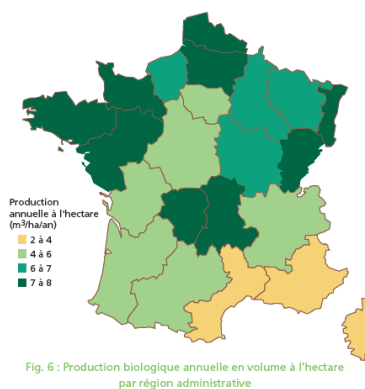 Production
annuelle à l'hectare
(m³/ha/an)
2 à 4
4 à 6
6 à 7
7 à 8
Fig. 6 : Production biologique annuelle en volume à l'hectare
par région administrative